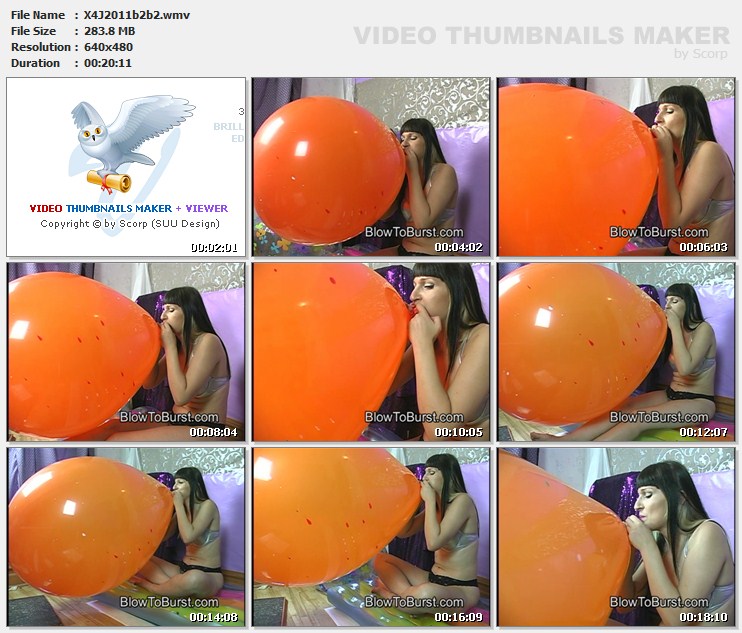 File Name : X4J2011b2b2.wmv
File Size : 283.8 MB
Resolution : 640x480
Duration : 00:20:11
VIDEO THUMBNAILS MAKER
by Scorp
3
BRILL
ED
VIDEO THUMBNAILS MAKER + VIEWER
Copyright © by Scorp (SUU Design)
00:02:01
BlowToBurst.com
00:04:02
BlowToBurst.com
00:06:03
BlowToBurst.com
00:08:04
BlowToBurst.com
00:10:05
BlowToBurst.com
00:12:07
BlowToBurst.com
00:14:08
BlowToBurst.com
00:16:09
BlowToBurst.com
00:18:10